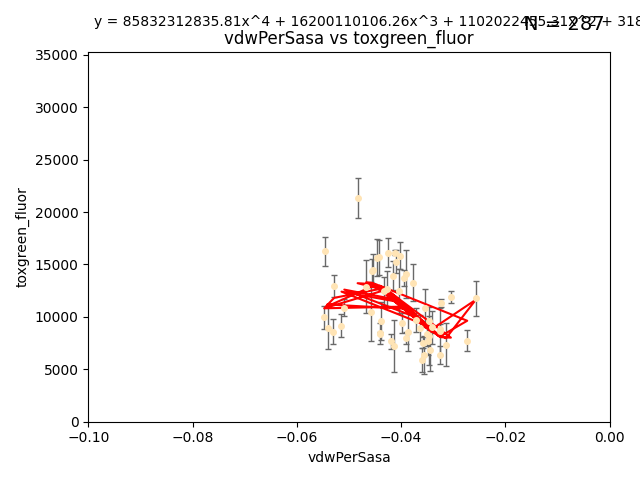 y = 85832312835.81x^4 + 16200110106.26x^3 +
N = 287
vdwPerSasa vs toxgreen_fluor
35000
30000
25000
20000
15000
10000
5000
0
toxgreen_fluor
−0.10 −0.08 −0.06 −0.04 −0.02 0.00
vdwPerSasa